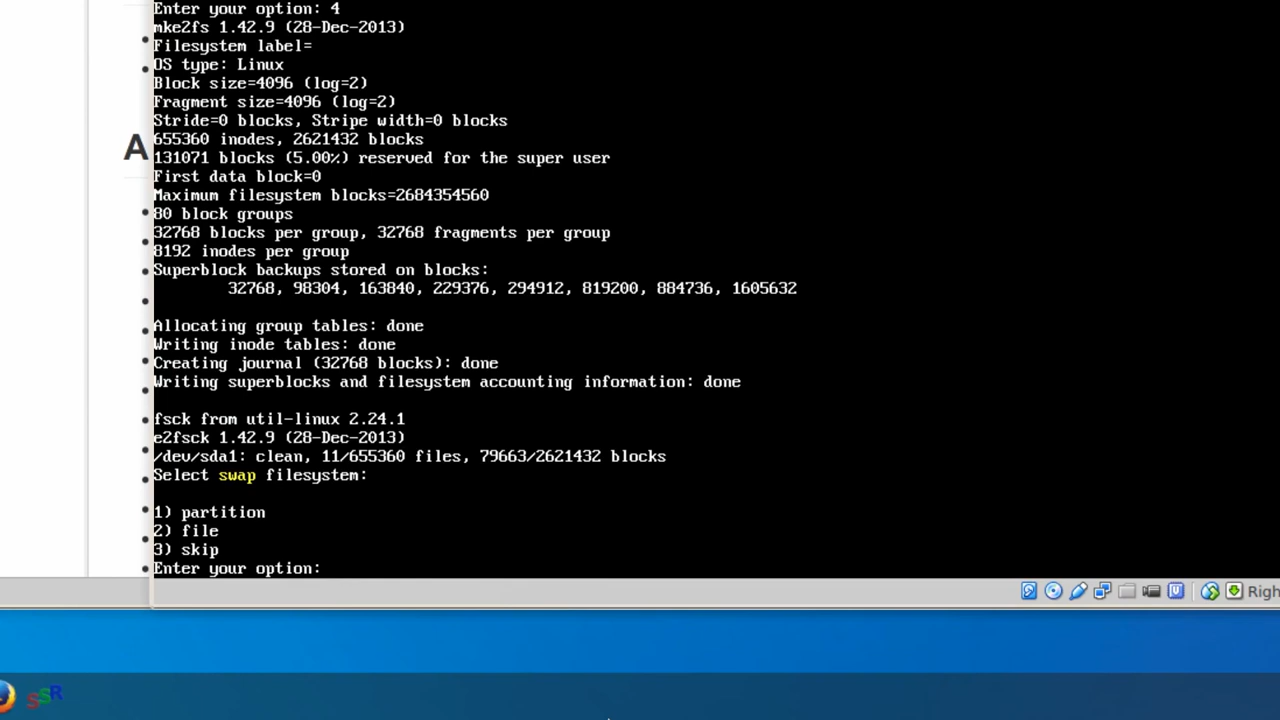 Enter your option: 4
mke2fs 1.42.9 (28-Dec-2013)
Filesystem label=
OS type: Linux
Block size=4096 (log=2)
Fragment size=4096 (log=2)
Stride=0 blocks, Stripe width=0 blocks
655360 inodes, 2621432 blocks
131071 blocks (5.00%) reserved for the super user
First data block=0
Maximum filesystem blocks=2684354560
80 block groups
32768 blocks per group, 32768 fragments per group
8192 inodes per group
Superblock backups stored on blocks:
32768, 98304, 163840, 229376, 294912, 819200, 884736, 1605632
Allocating group tables: done
Writing inode tables: done
Creating journal (32768 blocks): done
Writing superblocks and filesystem accounting information: done
fsck from util-linux 2.24.1
e2fsck 1.42.9 (28-Dec-2013)
/dev/sda1: clean, 11/655360 files, 79663/2621432 blocks
Select swap filesystem:
1) partition
2) file
3) skip
Enter your option:
A
Righ
SSR